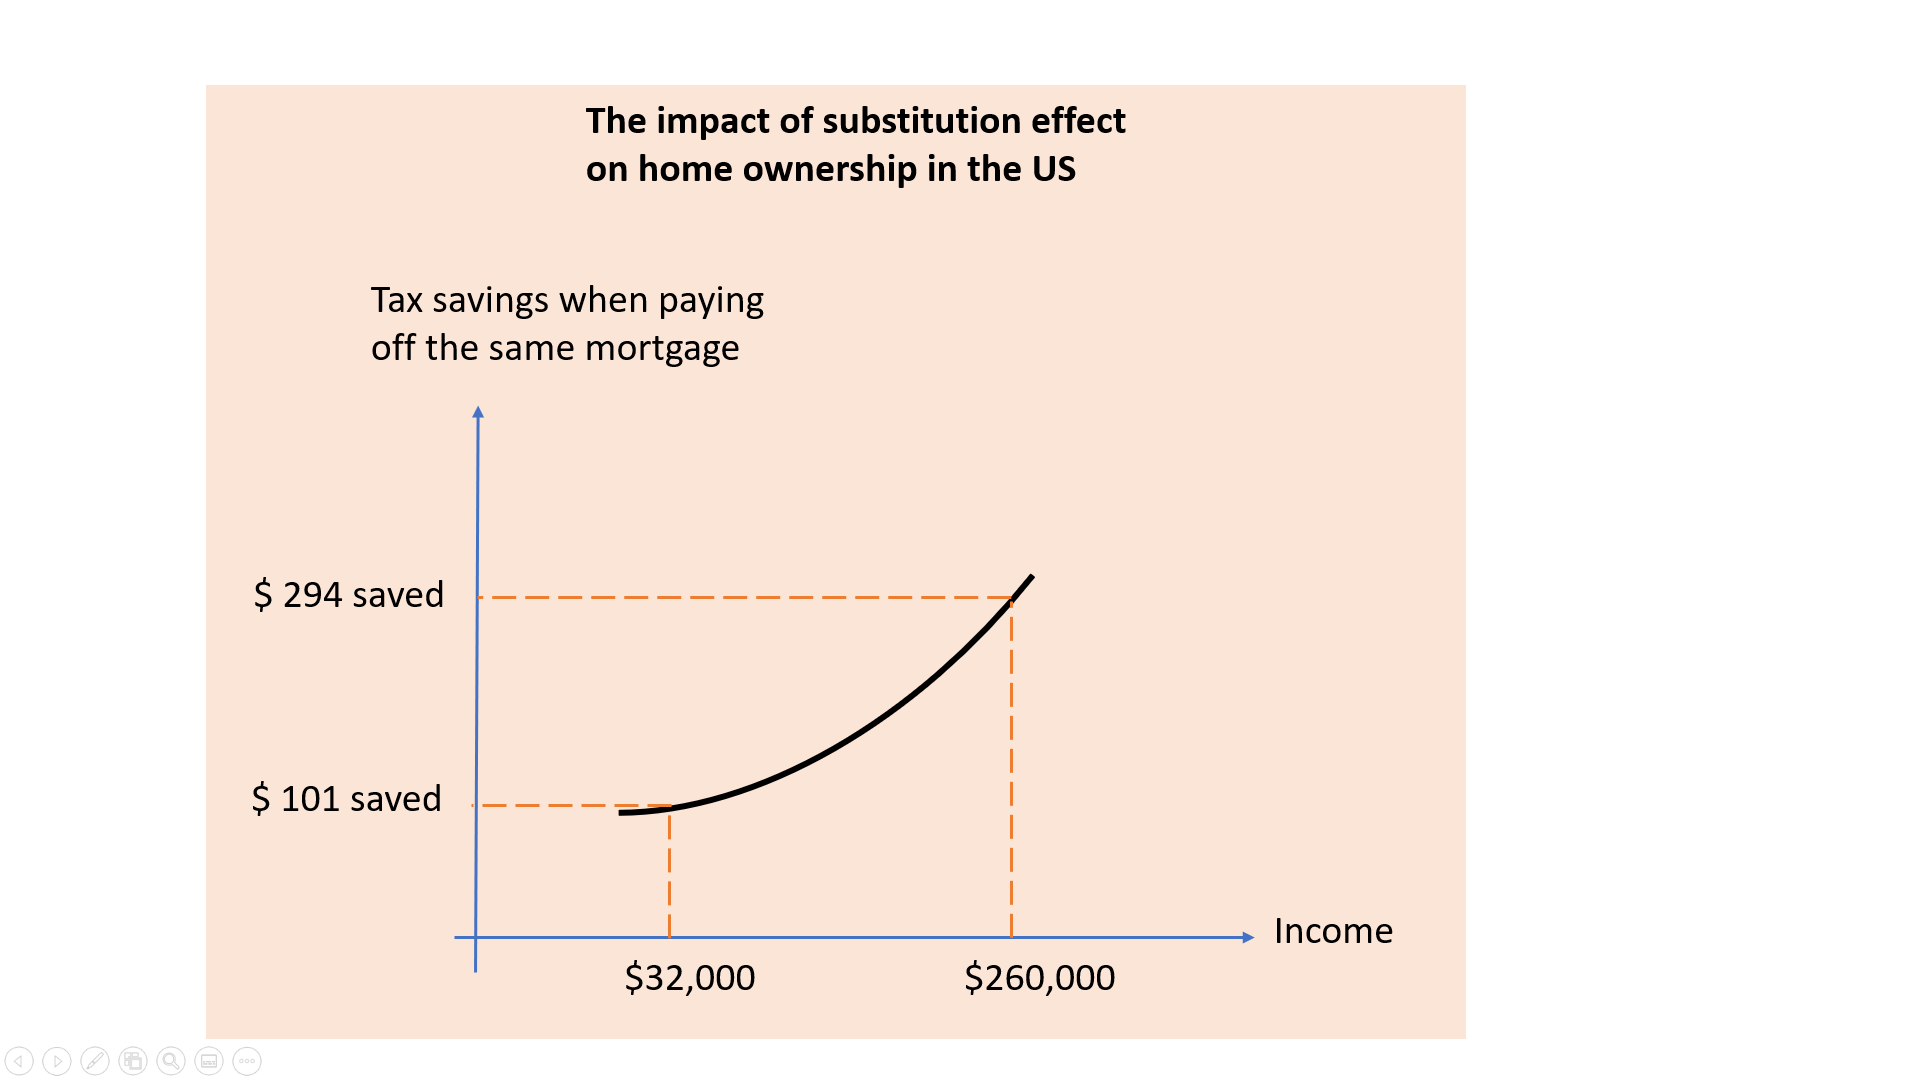 The impact of substitution effect
on home ownership in the US
Tax savings when paying
off the same mortgage
$ 294 saved
$ 101 saved
Income
$32,000
$260,000